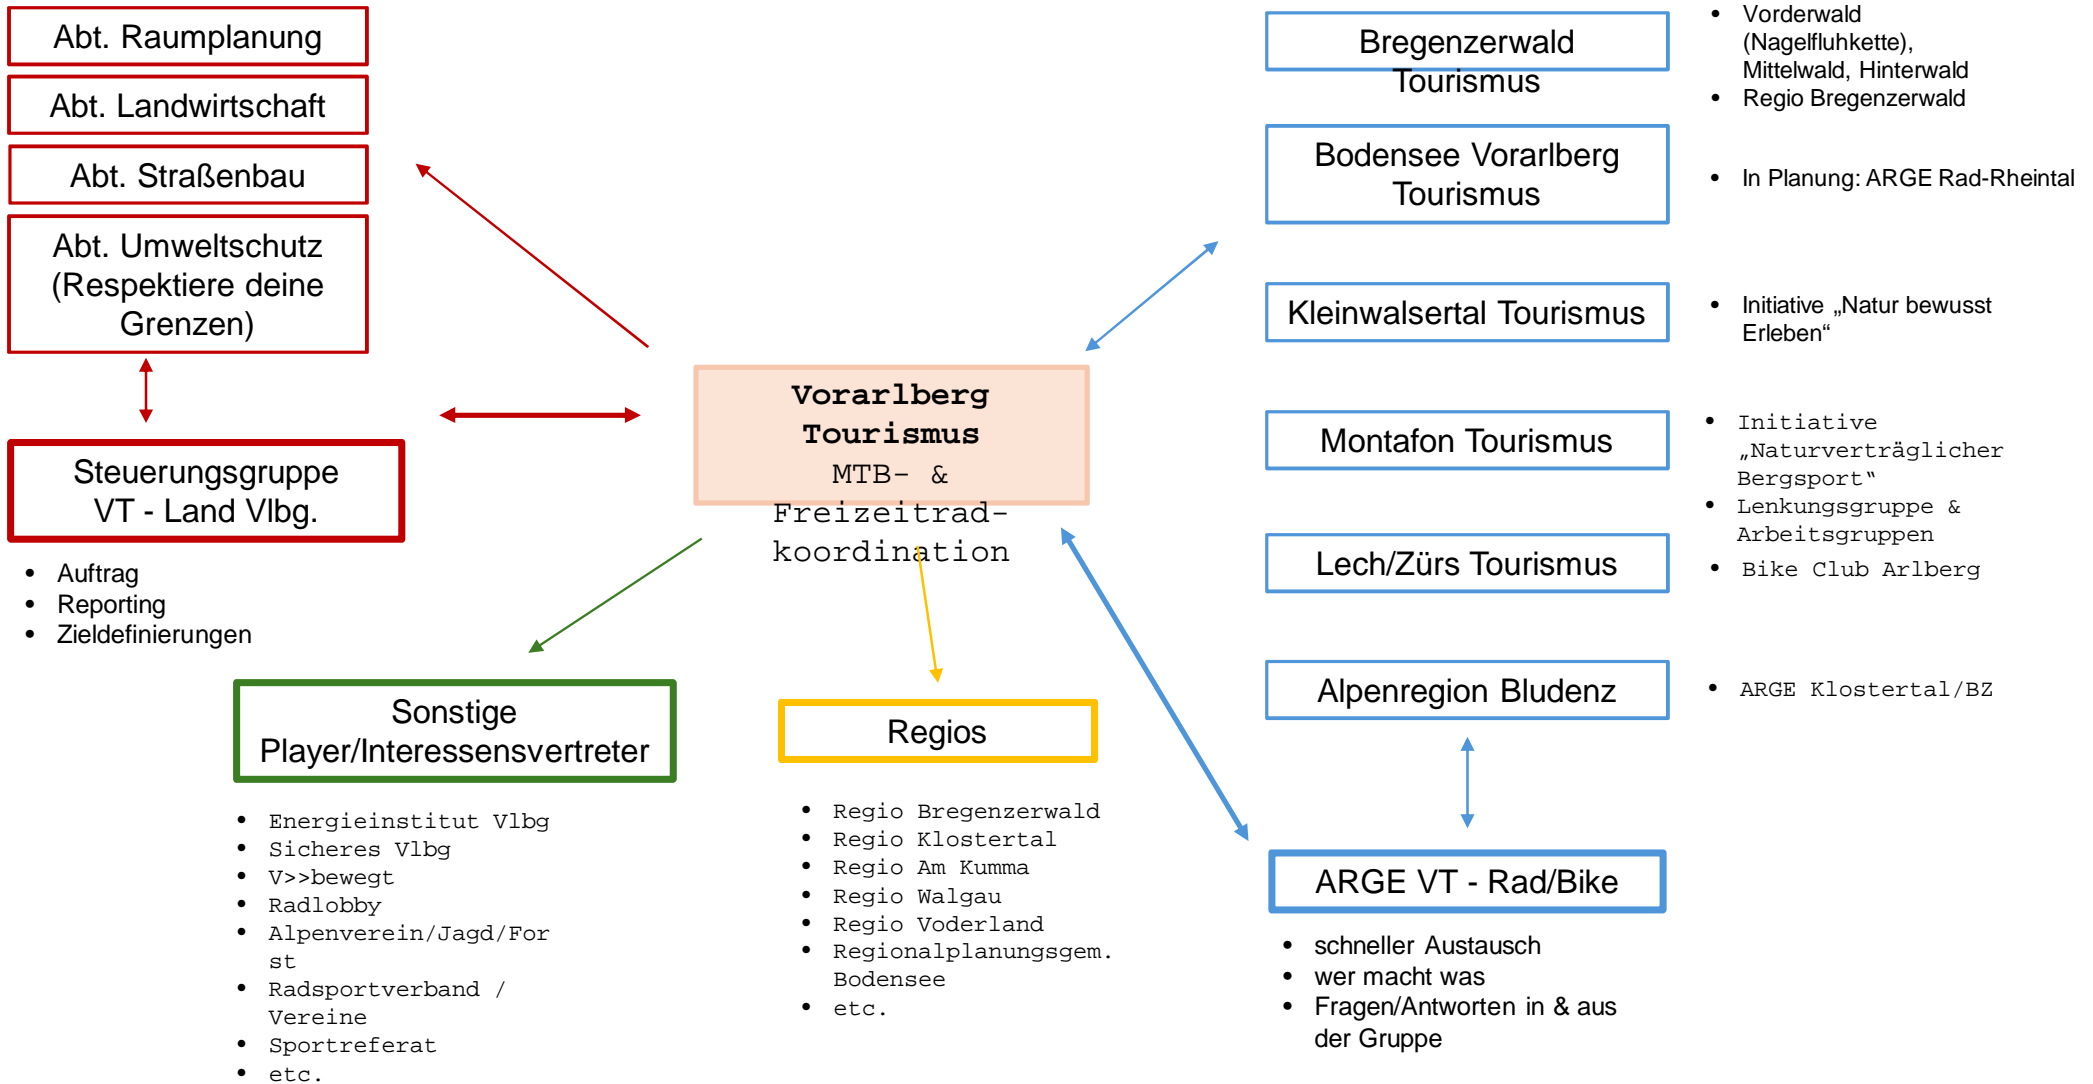 Abt. Raumplanung
Abt. Landwirtschaft
Abt. Straßenbau
Abt. Umweltschutz
(Respektiere deine
Grenzen)
Steuerungsgruppe
VT - Land Vlbg.
• Auftrag
• Reporting
• Zieldefinierungen
Vorarlberg
Tourismus
MTB- &
Freizeitrad-
koordination
Sonstige
Player/Interessensvertreter
• Energieinstitut Vlbg
• Sicheres Vlbg
• V>>bewegt
• Radlobby
• Alpenverein/Jagd/For
st
• Radsportverband /
Vereine
• Sportreferat
• etc.
Regios
• Regio Bregenzerwald
• Regio Klostertal
• Regio Am Kumma
• Regio Walgau
• Regio Voderland
• Regionalplanungsgem.
Bodensee
• etc.
Bregenzerwald
Tourismus
• Vorderwald
(Nagelfluhkette),
Mittelwald, Hinterwald
• Regio Bregenzerwald
Bodensee Vorarlberg
Tourismus
• In Planung: ARGE Rad-Rheintal
Kleinwalsertal Tourismus
• Initiative „Natur bewusst
Erleben“
Montafon Tourismus
• Initiative
„Naturverträglicher
Bergsport“
• Lenkungsgruppe &
Arbeitsgruppen
Lech/Zürs Tourismus
• Bike Club Arlberg
Alpenregion Bludenz
• ARGE Klostertal/BZ
ARGE VT - Rad/Bike
• schneller Austausch
• wer macht was
• Fragen/Antworten in & aus
der Gruppe